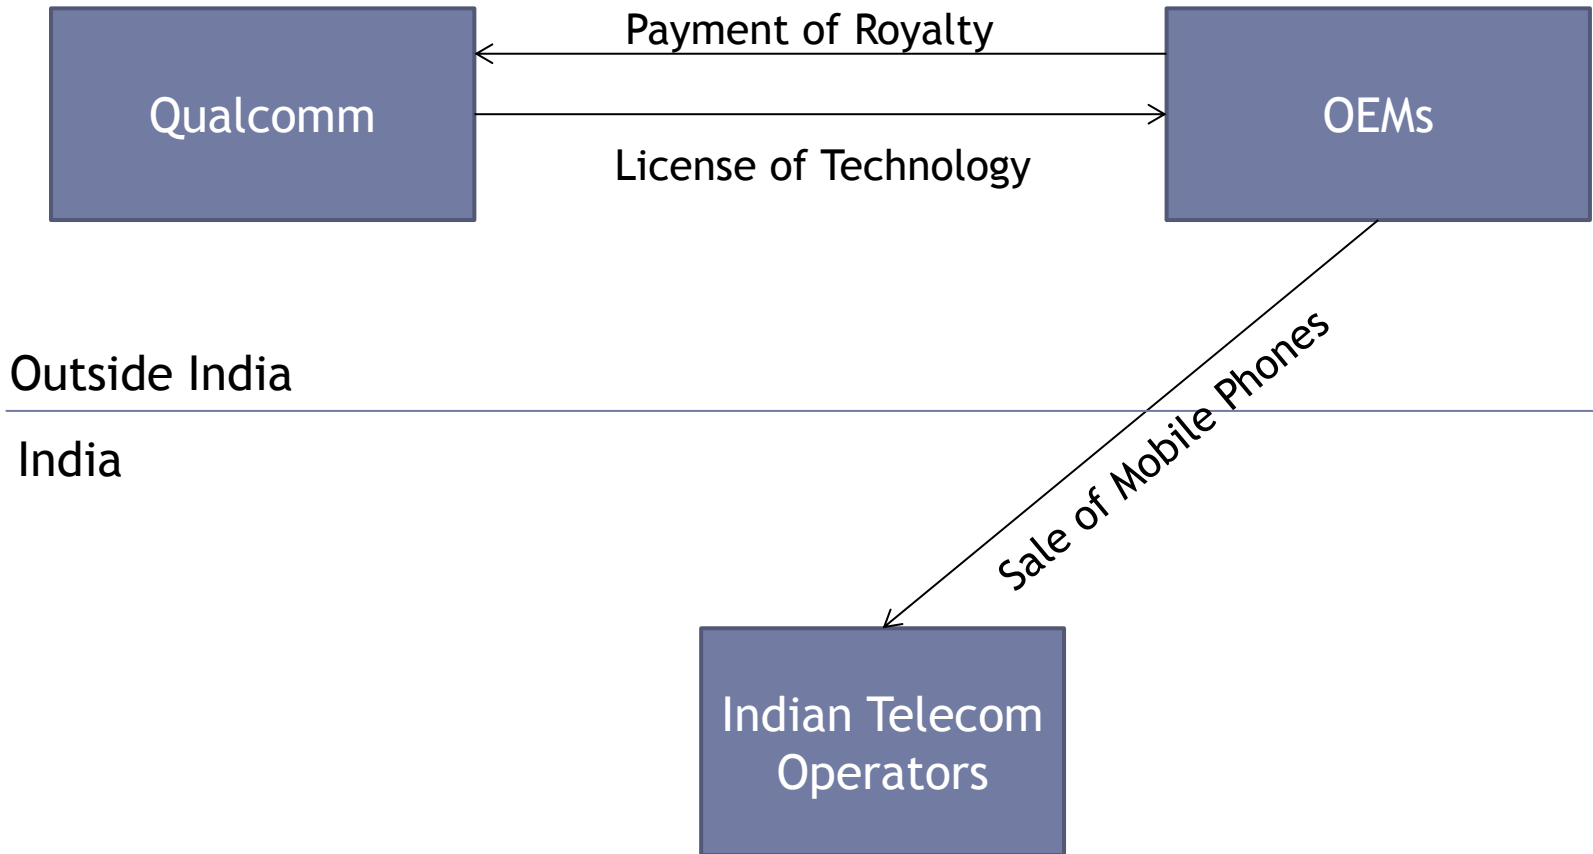 Payment of Royalty
Qualcomm
OEMs
License of Technology
Sale of Mobile Phones
Outside India
India
Indian Telecom
Operators